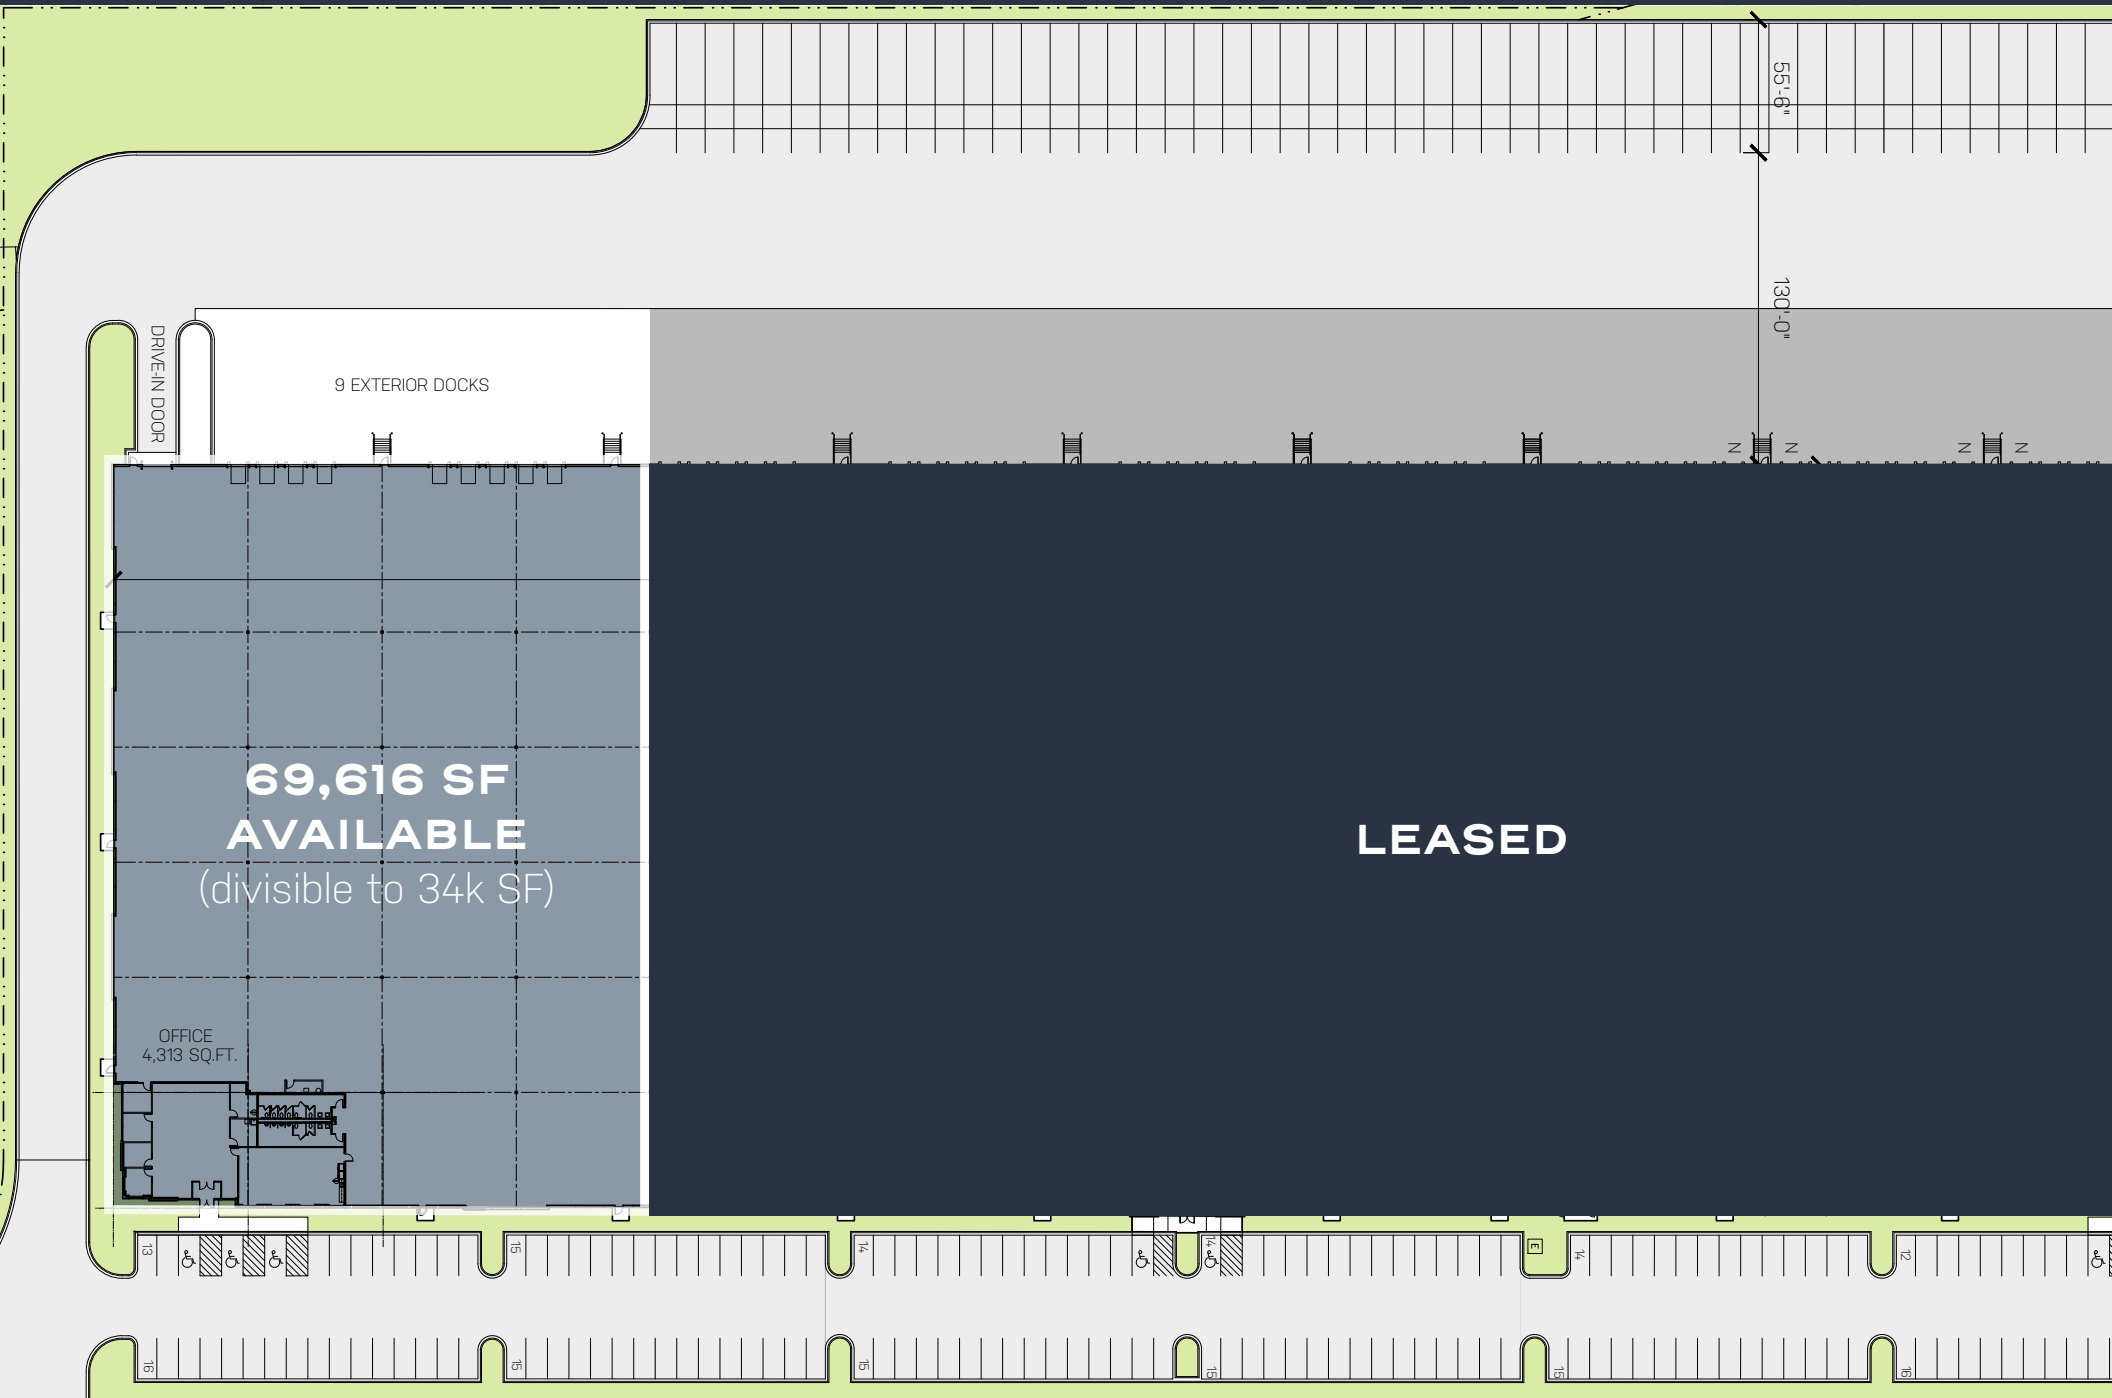 55'-6"
130'-0"
DRIVE-IN DOOR
9 EXTERIOR DOCKS
N
N
N
N
69,616 SF
AVAILABLE
(divisible to 34k SF)
LEASED
OFFICE
4,313 SQ.FT.
13
15
14
14
E
14
12
16
15
15
15
15
16